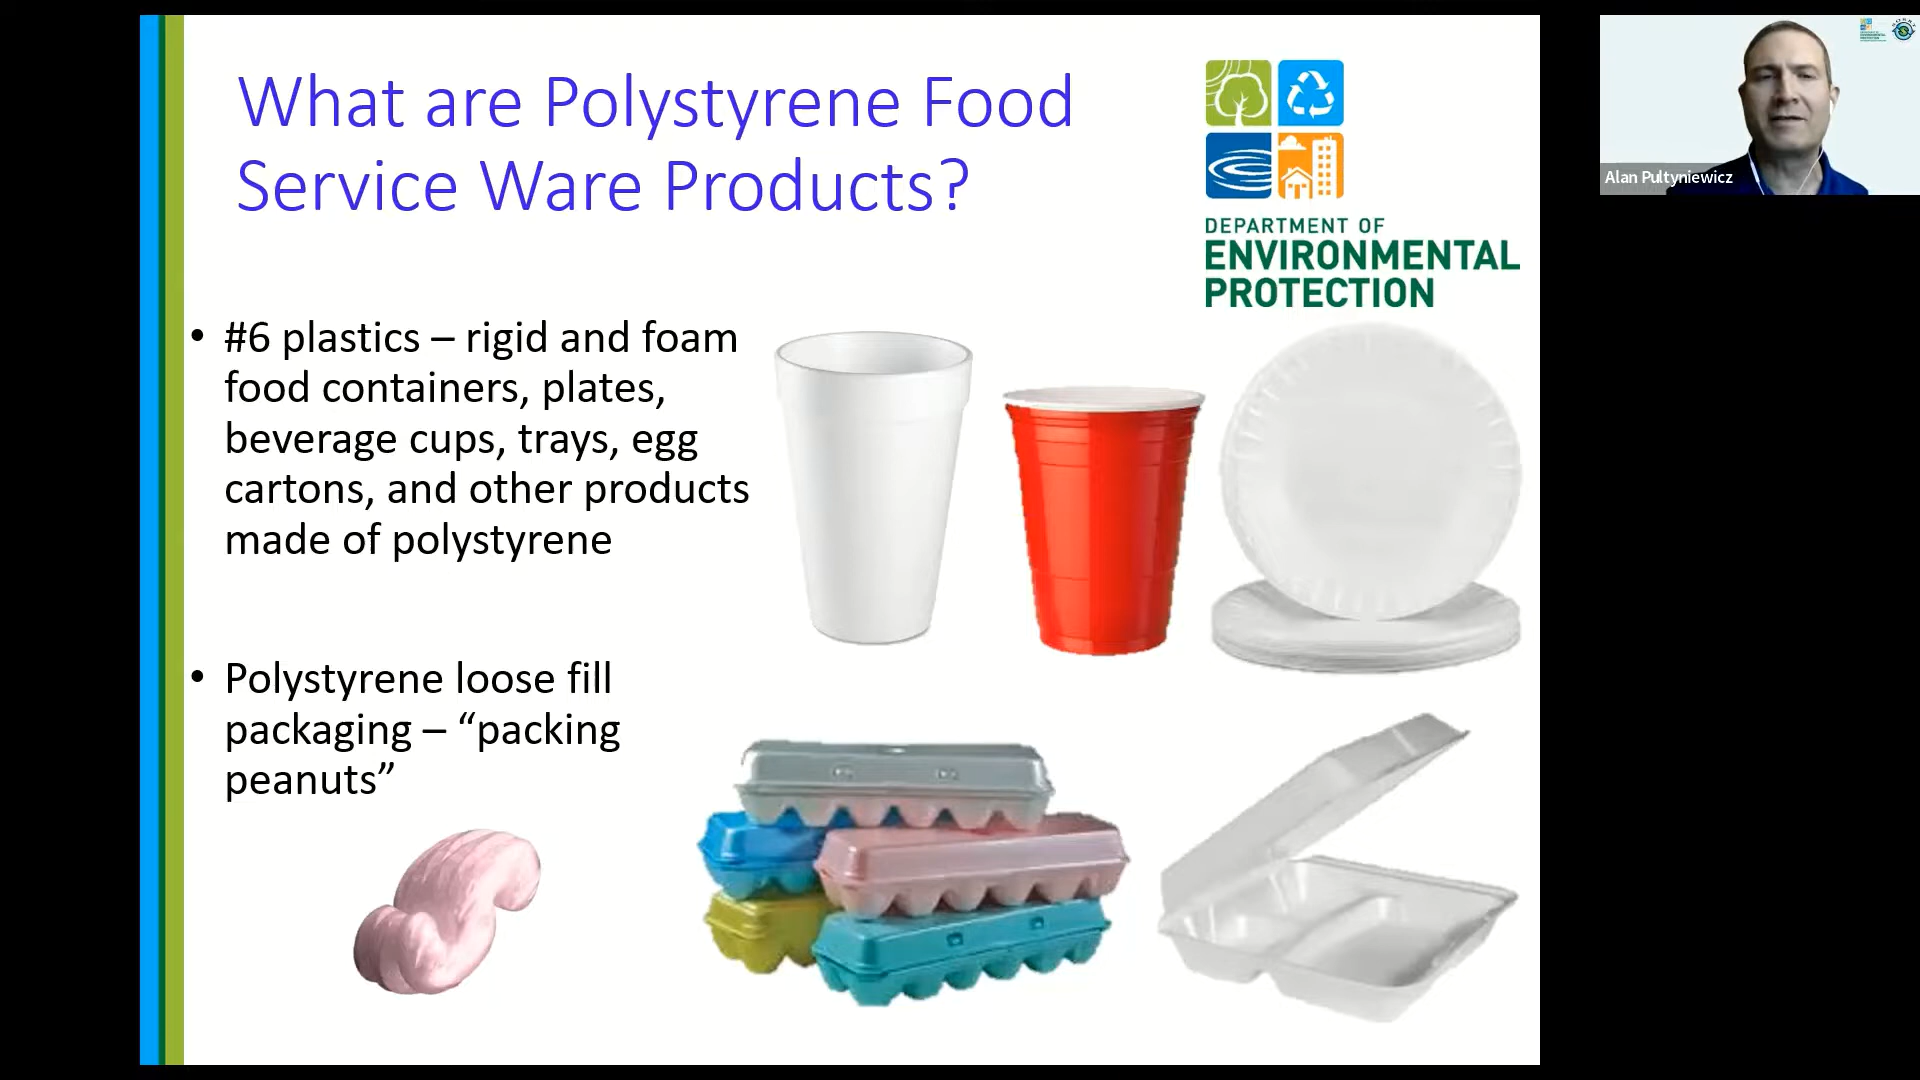 What are Polystyrene Food
Service Ware Products?
DEPARTMENT OF
ENVIRONMENTAL
PROTECTION
Alan Pultyniewicz
• #6 plastics – rigid and foam
food containers, plates,
beverage cups, trays, egg
cartons, and other products
made of polystyrene
• Polystyrene loose fill
packaging – “packing
peanuts”